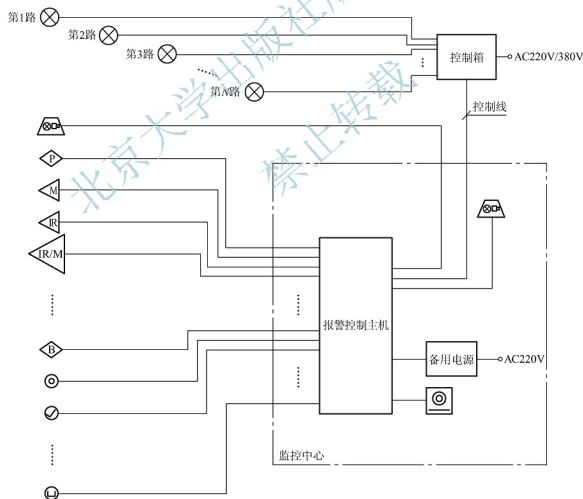 第1路
第2路
第3路
第N路
控制箱
AC220V/380V
控制线
P
M
IR
IR/M
报警控制主机
B
备用电源
AC220V
监控中心
北京大学出版社版
禁止转载